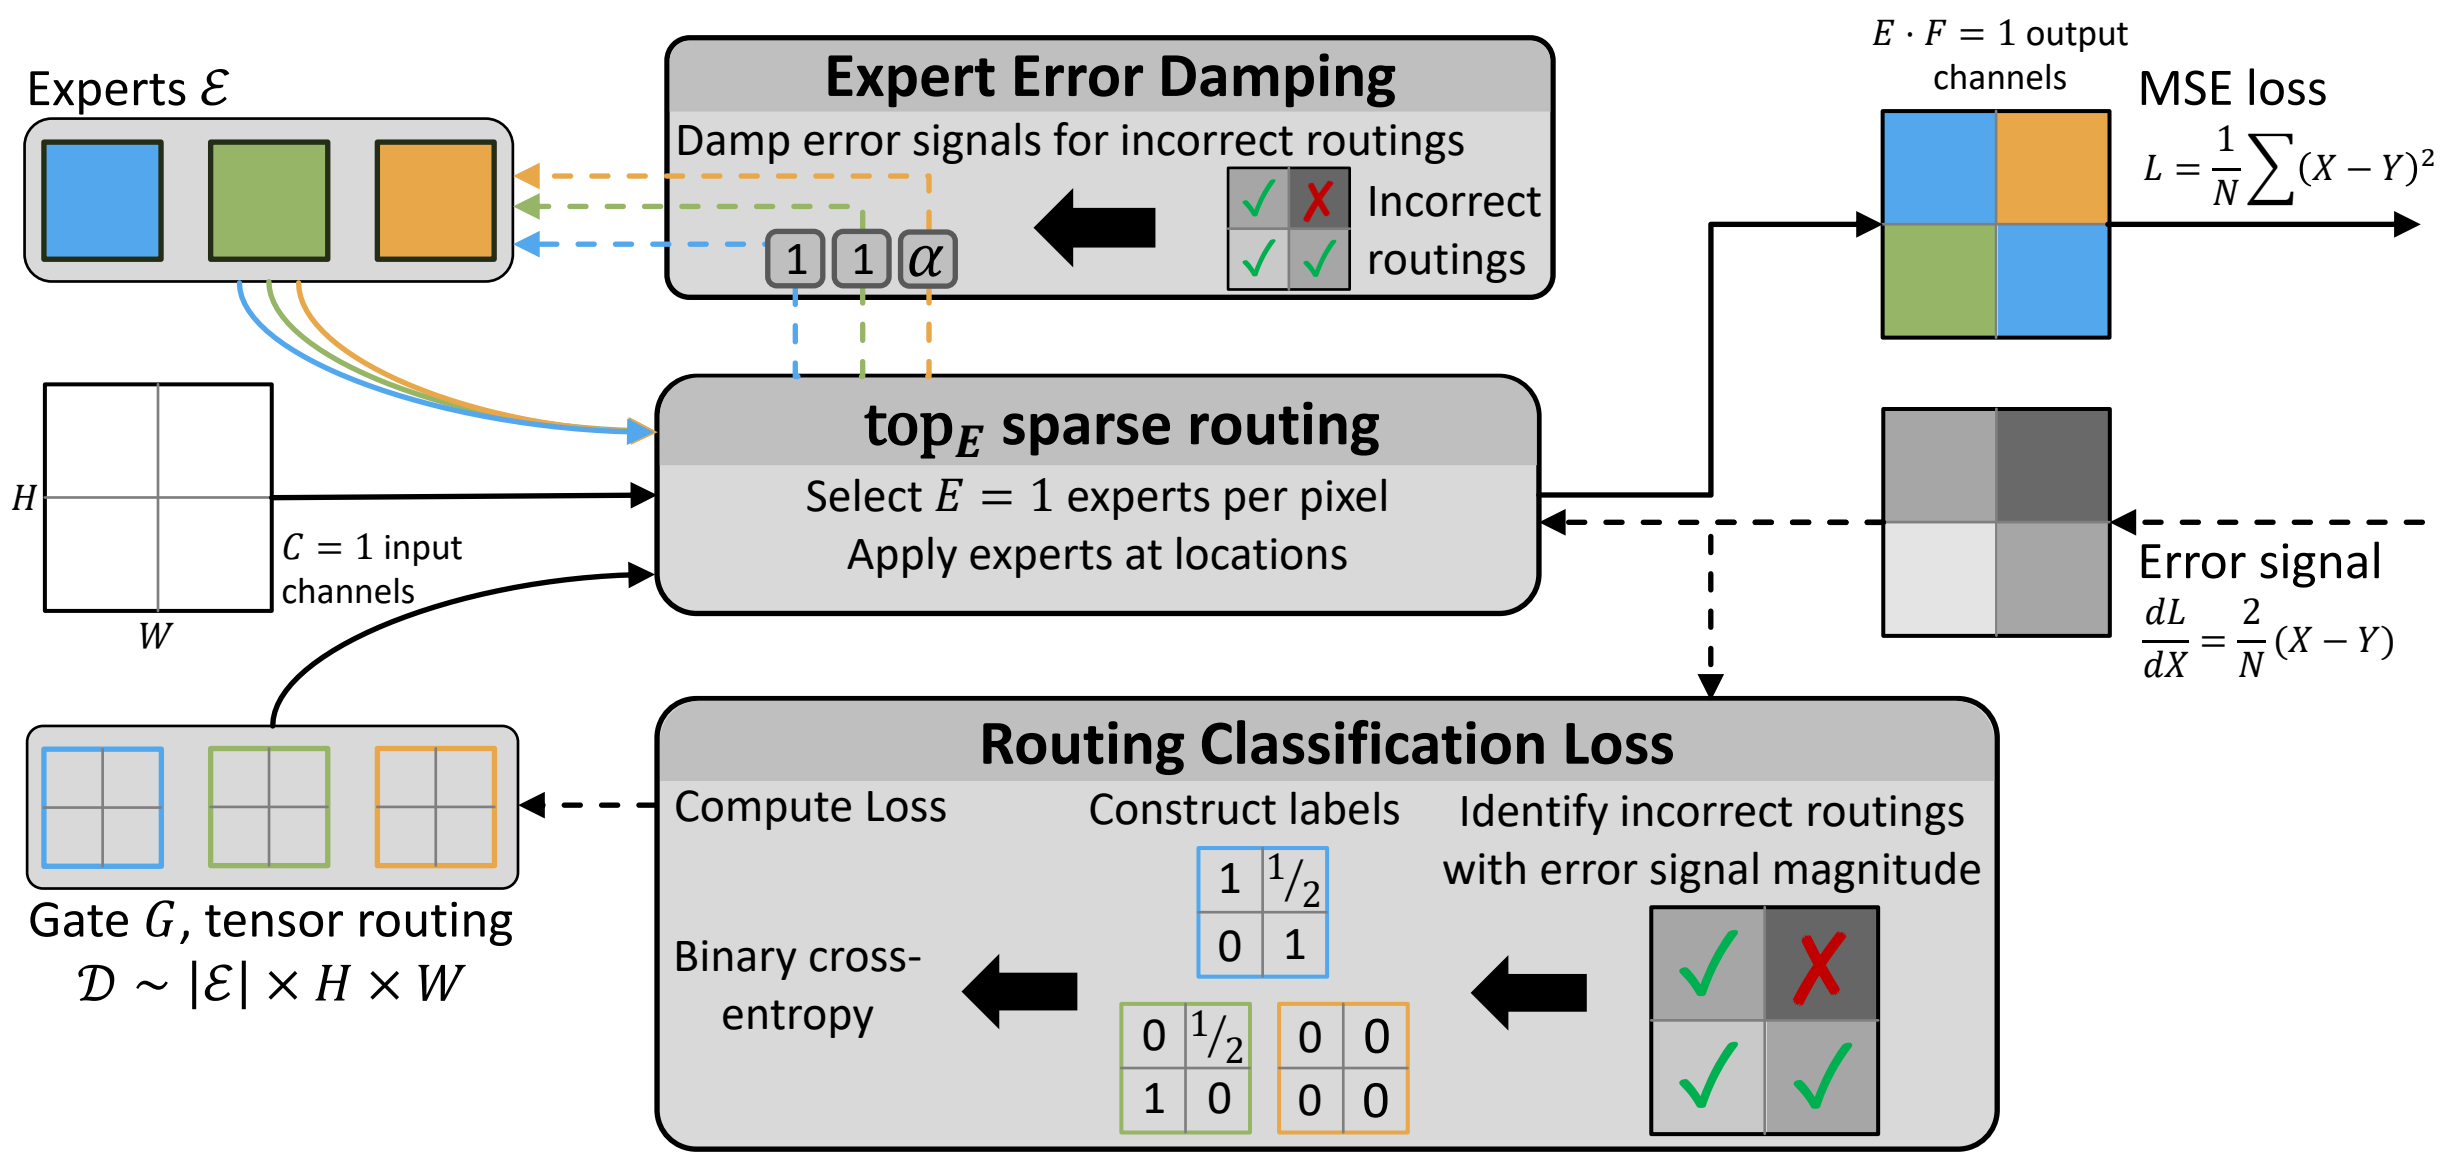 Experts ℰ
Expert Error Damping
Damp error signals for incorrect routings
Incorrect
routings
1 1 α
E · F = 1 output
channels
MSE loss
L = 1/N ∑(X − Y)²
top_E sparse routing
Select E = 1 experts per pixel
Apply experts at locations
H
W
C = 1 input
channels
Error signal
dL/dX = 2/N (X − Y)
Gate G, tensor routing
𝒟 ~ |ℰ| × H × W
Routing Classification Loss
Compute Loss
Binary cross-
entropy
Construct labels
1 1/2
0 1
0 1/2
1 0
0 0
0 0
Identify incorrect routings
with error signal magnitude